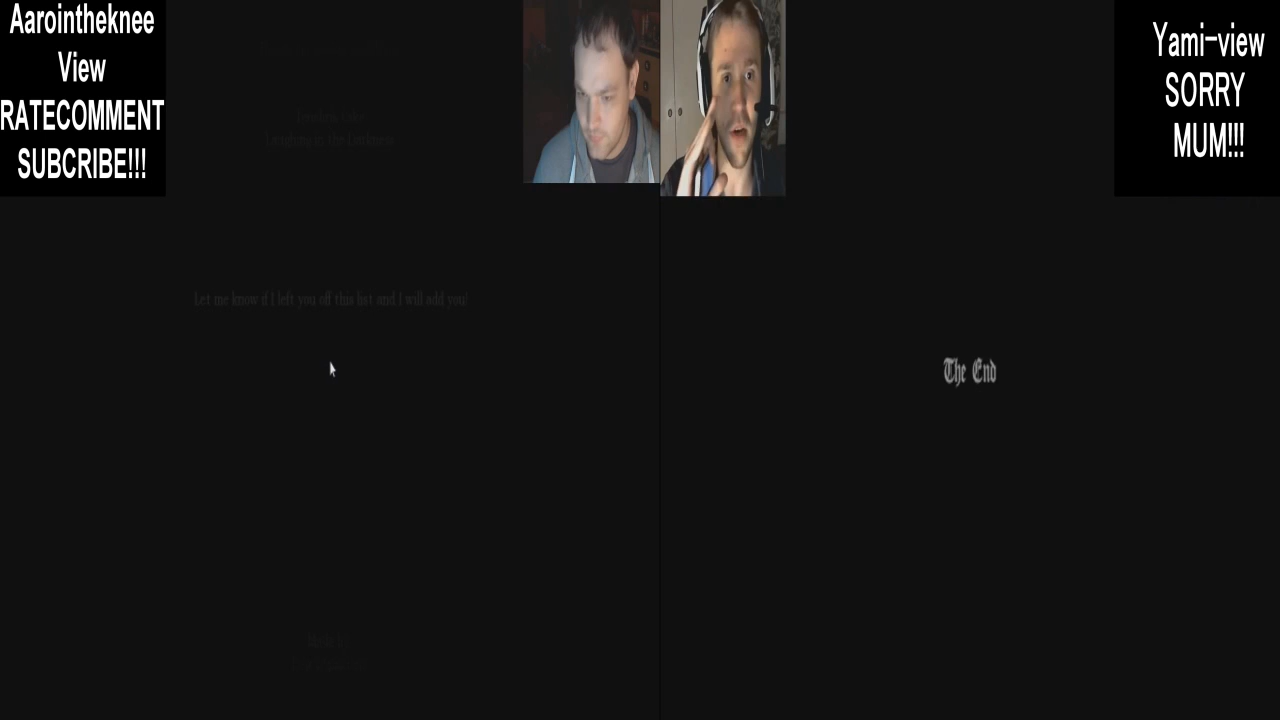 Aarointheknee
View
RATECOMMENT
SUBCRIBE!!!
Yami-view
SORRY
MUM!!!
Let me know if I left you off this list and I will add you!
The End